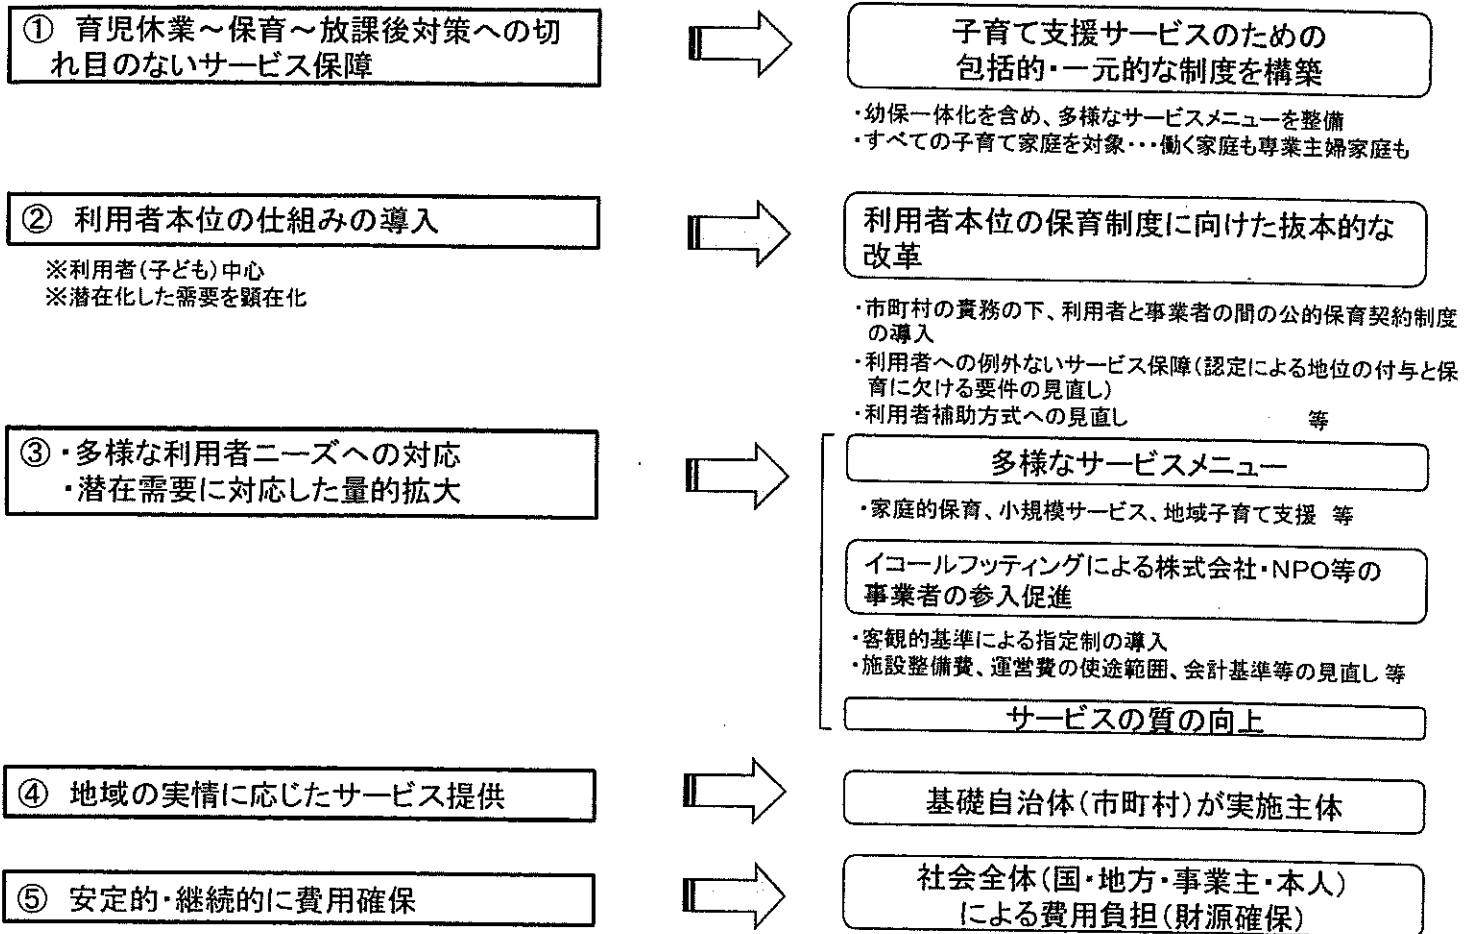 ① 育児休業～保育～放課後対策への切
れ目のないサービス保障
子育て支援サービスのための
包括的・一元的な制度を構築
・幼保一体化を含め、多様なサービスメニューを整備
・すべての子育て家庭を対象・・・働く家庭も専業主婦家庭も
② 利用者本位の仕組みの導入
※利用者(子ども)中心
※潜在化した需要を顕在化
利用者本位の保育制度に向けた抜本的な
改革
・市町村の責務の下、利用者と事業者の間の公的保育契約制度
の導入
・利用者への例外ないサービス保障(認定による地位の付与と保
育に欠ける要件の見直し)
・利用者補助方式への見直し 等
③・多様な利用者ニーズへの対応
・潜在需要に対応した量的拡大
多様なサービスメニュー
・家庭的保育、小規模サービス、地域子育て支援 等
イコールフッティングによる株式会社・NPO等の
事業者の参入促進
・客観的基準による指定制の導入
・施設整備費、運営費の使途範囲、会計基準等の見直し 等
サービスの質の向上
④ 地域の実情に応じたサービス提供
基礎自治体(市町村)が実施主体
⑤ 安定的・継続的に費用確保
社会全体(国・地方・事業主・本人)
による費用負担(財源確保)